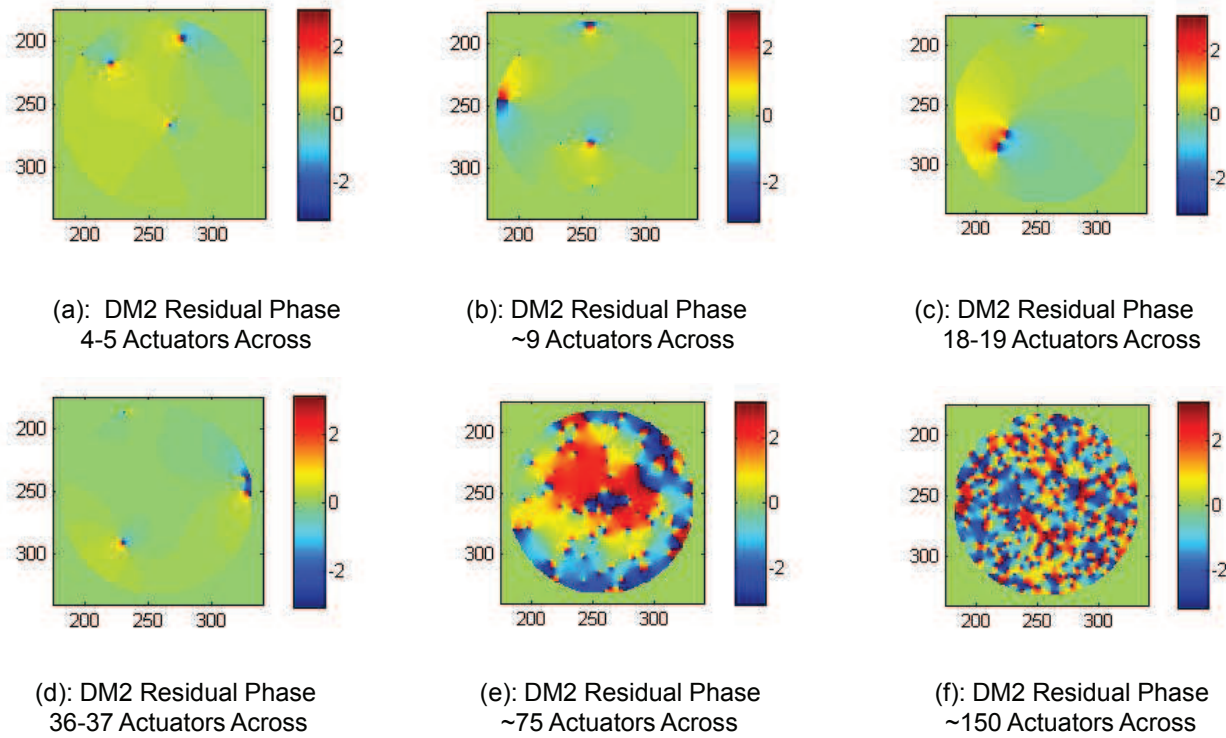 200
250
300
200 250 300
2
0
-2
200
250
300
200 250 300
2
0
-2
200
250
300
200 250 300
2
0
-2
(a): DM2 Residual Phase
4-5 Actuators Across
(b): DM2 Residual Phase
~9 Actuators Across
(c): DM2 Residual Phase
18-19 Actuators Across
200
250
300
200 250 300
2
0
-2
200
250
300
200 250 300
2
0
-2
200
250
300
200 250 300
2
0
-2
(d): DM2 Residual Phase
36-37 Actuators Across
(e): DM2 Residual Phase
~75 Actuators Across
(f): DM2 Residual Phase
~150 Actuators Across